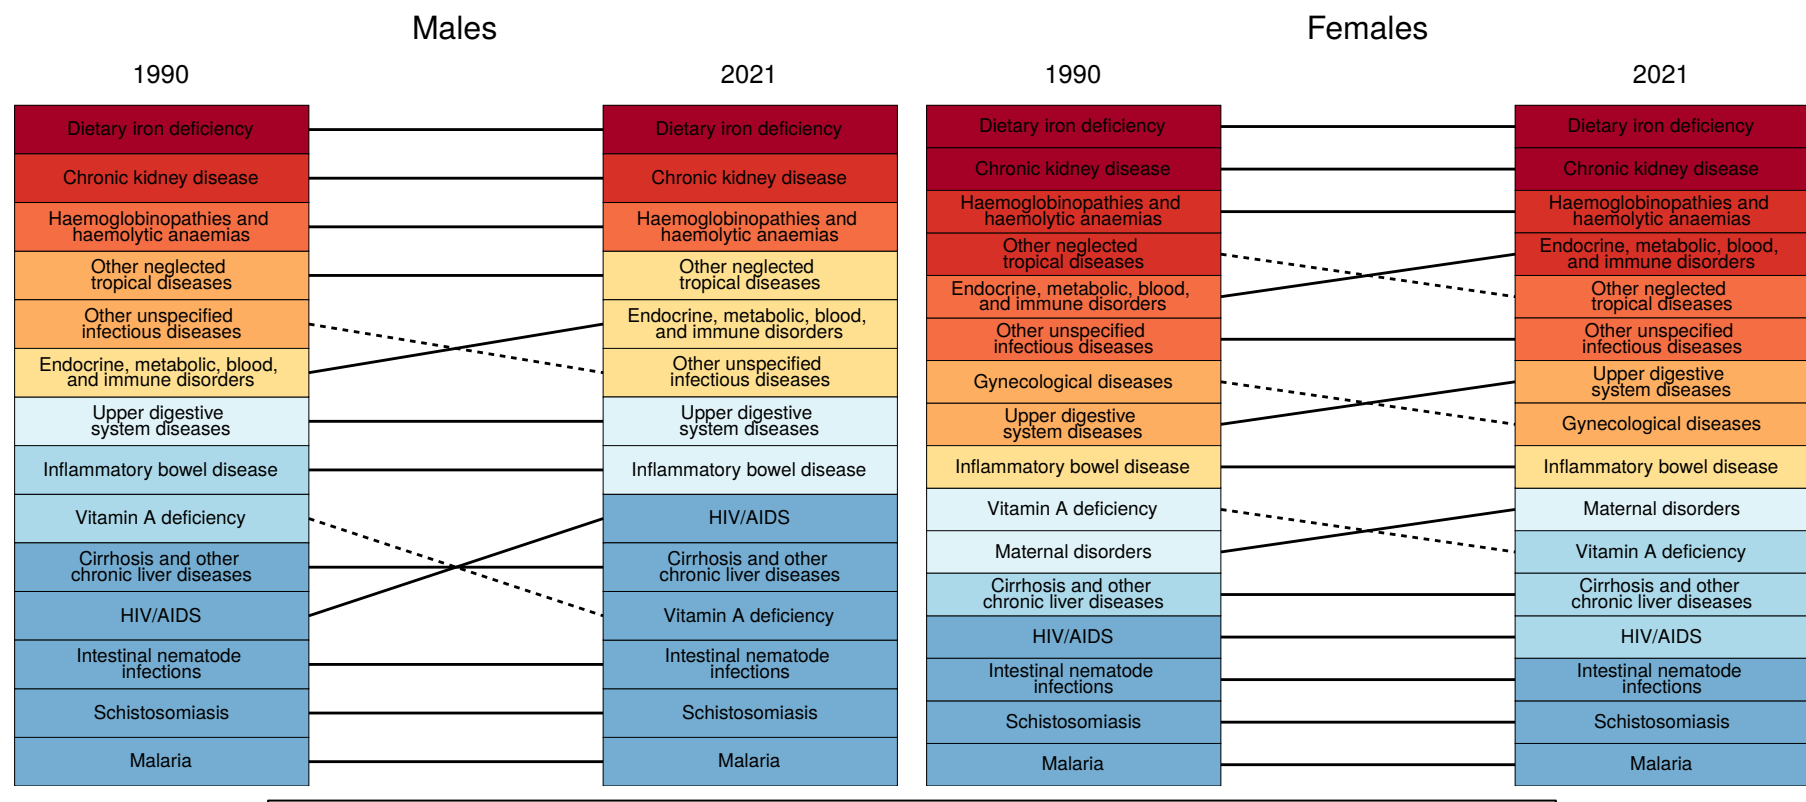 Males
Females
1990
2021
1990
2021
Dietary iron deficiency
Chronic kidney disease
Haemoglobinopathies and
haemolytic anaemias
Other neglected
tropical diseases
Other unspecified
infectious diseases
Endocrine, metabolic, blood,
and immune disorders
Upper digestive
system diseases
Inflammatory bowel disease
Vitamin A deficiency
Cirrhosis and other
chronic liver diseases
HIV/AIDS
Intestinal nematode
infections
Schistosomiasis
Malaria
Dietary iron deficiency
Chronic kidney disease
Haemoglobinopathies and
haemolytic anaemias
Other neglected
tropical diseases
Endocrine, metabolic, blood,
and immune disorders
Other unspecified
infectious diseases
Upper digestive
system diseases
Inflammatory bowel disease
HIV/AIDS
Cirrhosis and other
chronic liver diseases
Vitamin A deficiency
Intestinal nematode
infections
Schistosomiasis
Malaria
Dietary iron deficiency
Chronic kidney disease
Haemoglobinopathies and
haemolytic anaemias
Other neglected
tropical diseases
Endocrine, metabolic, blood,
and immune disorders
Other unspecified
infectious diseases
Gynecological diseases
Upper digestive
system diseases
Inflammatory bowel disease
Vitamin A deficiency
Maternal disorders
Cirrhosis and other
chronic liver diseases
HIV/AIDS
Intestinal nematode
infections
Schistosomiasis
Malaria
Dietary iron deficiency
Chronic kidney disease
Haemoglobinopathies and
haemolytic anaemias
Endocrine, metabolic, blood,
and immune disorders
Other neglected
tropical diseases
Other unspecified
infectious diseases
Upper digestive
system diseases
Gynecological diseases
Inflammatory bowel disease
Maternal disorders
Vitamin A deficiency
Cirrhosis and other
chronic liver diseases
HIV/AIDS
Intestinal nematode
infections
Schistosomiasis
Malaria